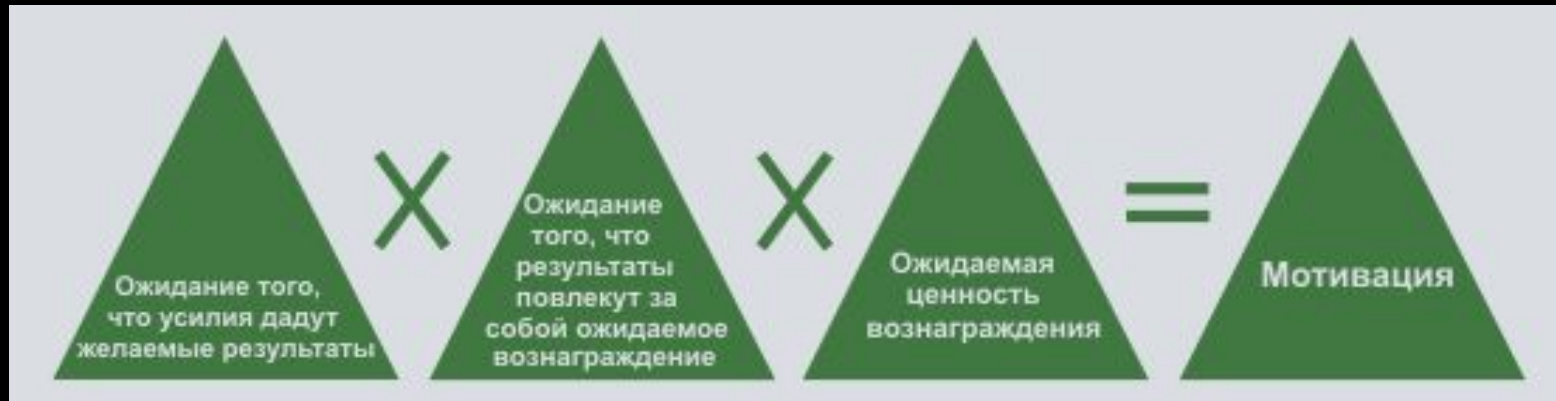 Ожидание того,
что усилия дадут
желаемые результаты
X
Ожидание
того, что
результаты
повлекут за
собой ожидаемое
вознаграждение
X
Ожидаемая
ценность
вознаграждения
=
Мотивация